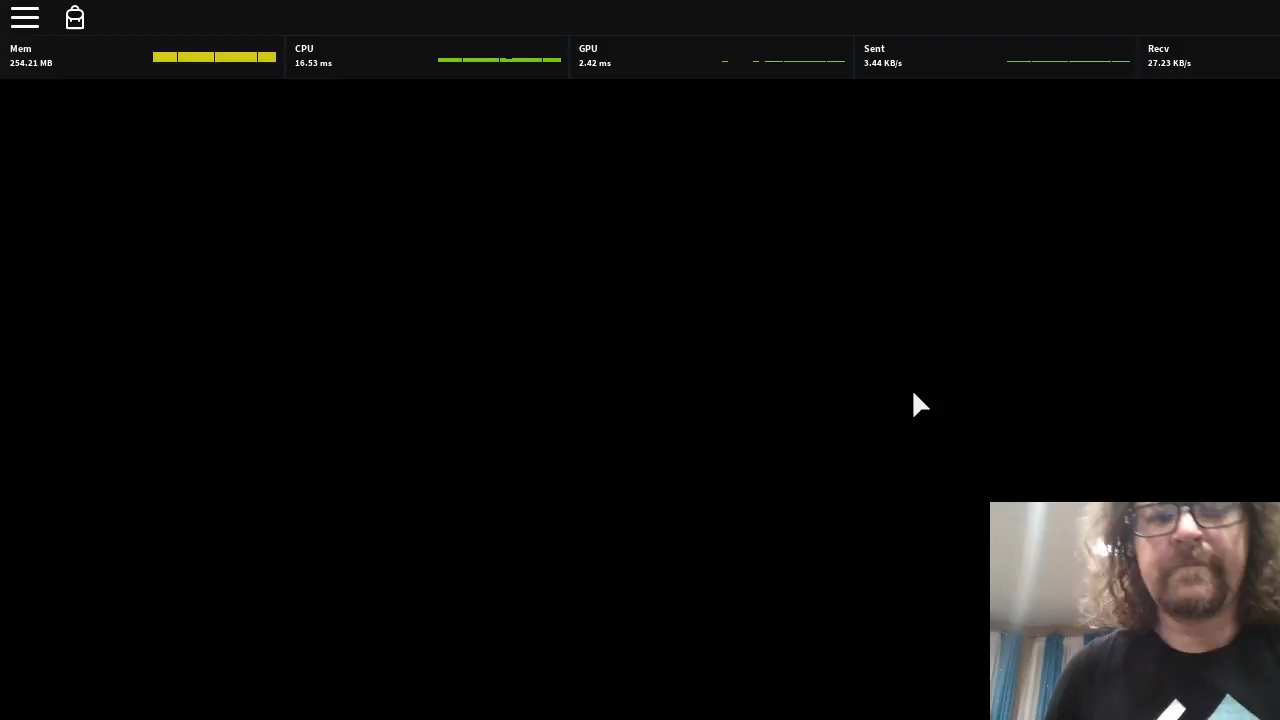 Mem
254.21 MB
CPU
16.53 ms
GPU
2.42 ms
Sent
3.44 KB/s
Recv
27.23 KB/s